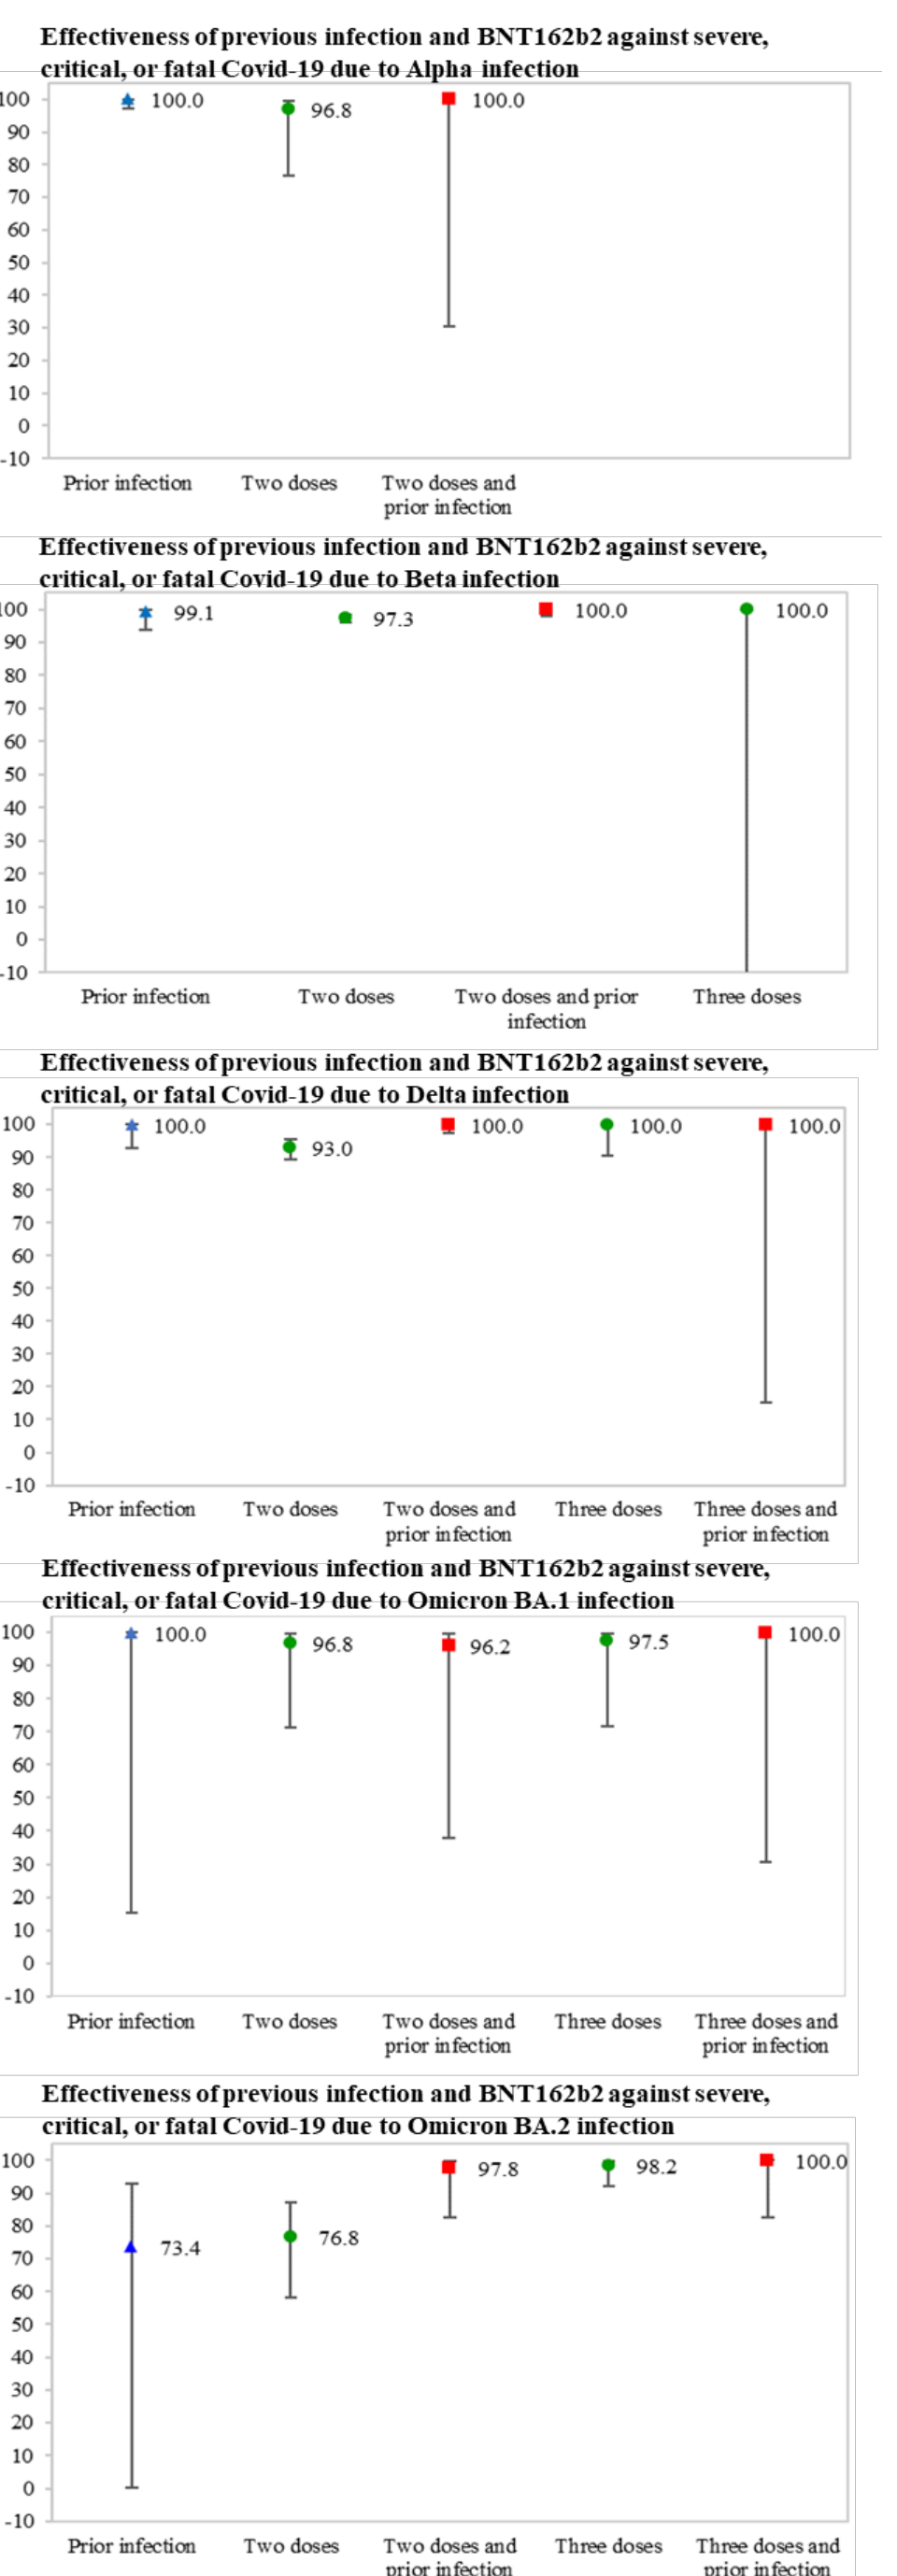 Effectiveness of previous infection and BNT162b2 against severe,
critical, or fatal Covid-19 due to Alpha infection
100
90
80
70
60
50
40
30
20
10
0
-10
100.0
96.8
100.0
Prior infection
Two doses
Two doses and
prior infection
Effectiveness of previous infection and BNT162b2 against severe,
critical, or fatal Covid-19 due to Beta infection
100
90
80
70
60
50
40
30
20
10
0
-10
99.1
97.3
100.0
100.0
Prior infection
Two doses
Two doses and prior
infection
Three doses
Effectiveness of previous infection and BNT162b2 against severe,
critical, or fatal Covid-19 due to Delta infection
100
90
80
70
60
50
40
30
20
10
0
-10
100.0
93.0
100.0
100.0
100.0
Prior infection
Two doses
Two doses and
prior infection
Three doses
Three doses and
prior infection
Effectiveness of previous infection and BNT162b2 against severe,
critical, or fatal Covid-19 due to Omicron BA.1 infection
100
90
80
70
60
50
40
30
20
10
0
-10
100.0
96.8
96.2
97.5
100.0
Prior infection
Two doses
Two doses and
prior infection
Three doses
Three doses and
prior infection
Effectiveness of previous infection and BNT162b2 against severe,
critical, or fatal Covid-19 due to Omicron BA.2 infection
100
90
80
70
60
50
40
30
20
10
0
-10
73.4
76.8
97.8
98.2
100.0
Prior infection
Two doses
Two doses and
prior infection
Three doses
Three doses and
prior infection